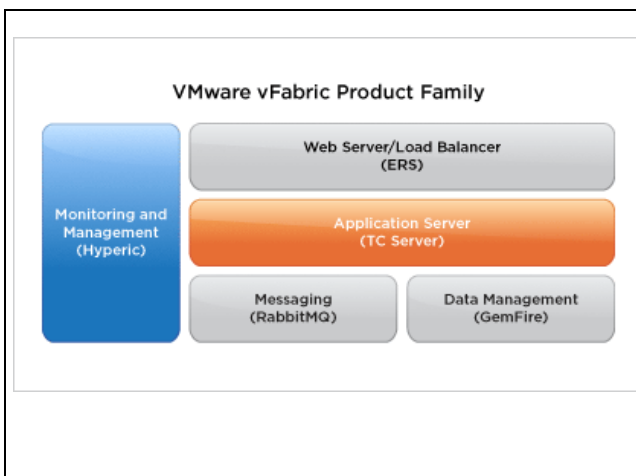 VMware vFabric Product Family
Monitoring and
Management
(Hyperic)
Web Server/Load Balancer
(ERS)
Application Server
(TC Server)
Messaging
(RabbitMQ)
Data Management
(GemFire)